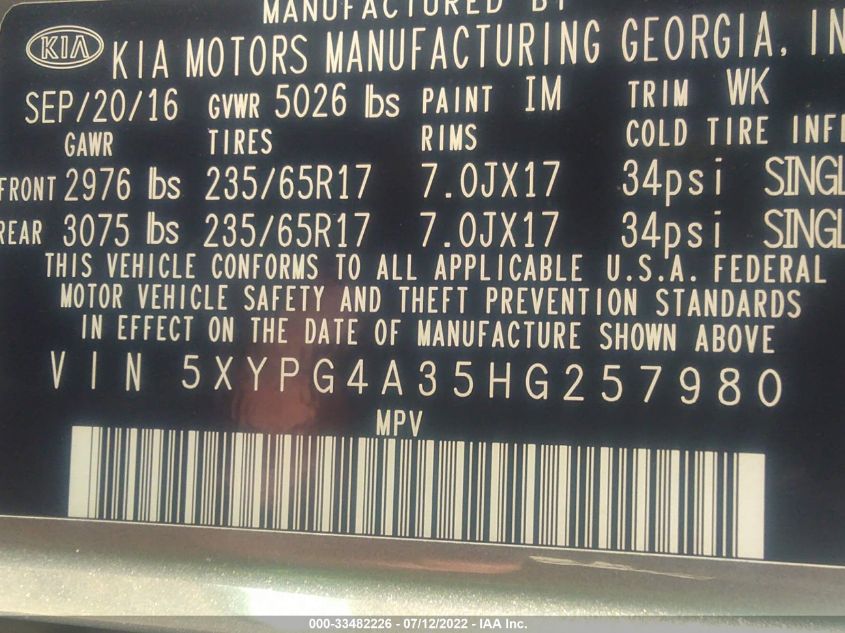 MANUFACTURED BY
KIA KIA MOTORS MANUFACTURING GEORGIA, IN
SEP/20/16 GVWR 5026 lbs PAINT IM TRIM WK
GAWR TIRES RIMS COLD TIRE INFL
FRONT 2976 lbs 235/65R17 7.0JX17 34psi SINGL
REAR 3075 lbs 235/65R17 7.0JX17 34psi SINGL
THIS VEHICLE CONFORMS TO ALL APPLICABLE U.S.A. FEDERAL
MOTOR VEHICLE SAFETY AND THEFT PREVENTION STANDARDS
IN EFFECT ON THE DATE OF MANUFACTURE SHOWN ABOVE
VIN 5XYPG4A35HG257980
MPV
000-33482226 - 07/12/2022 - IAA Inc.